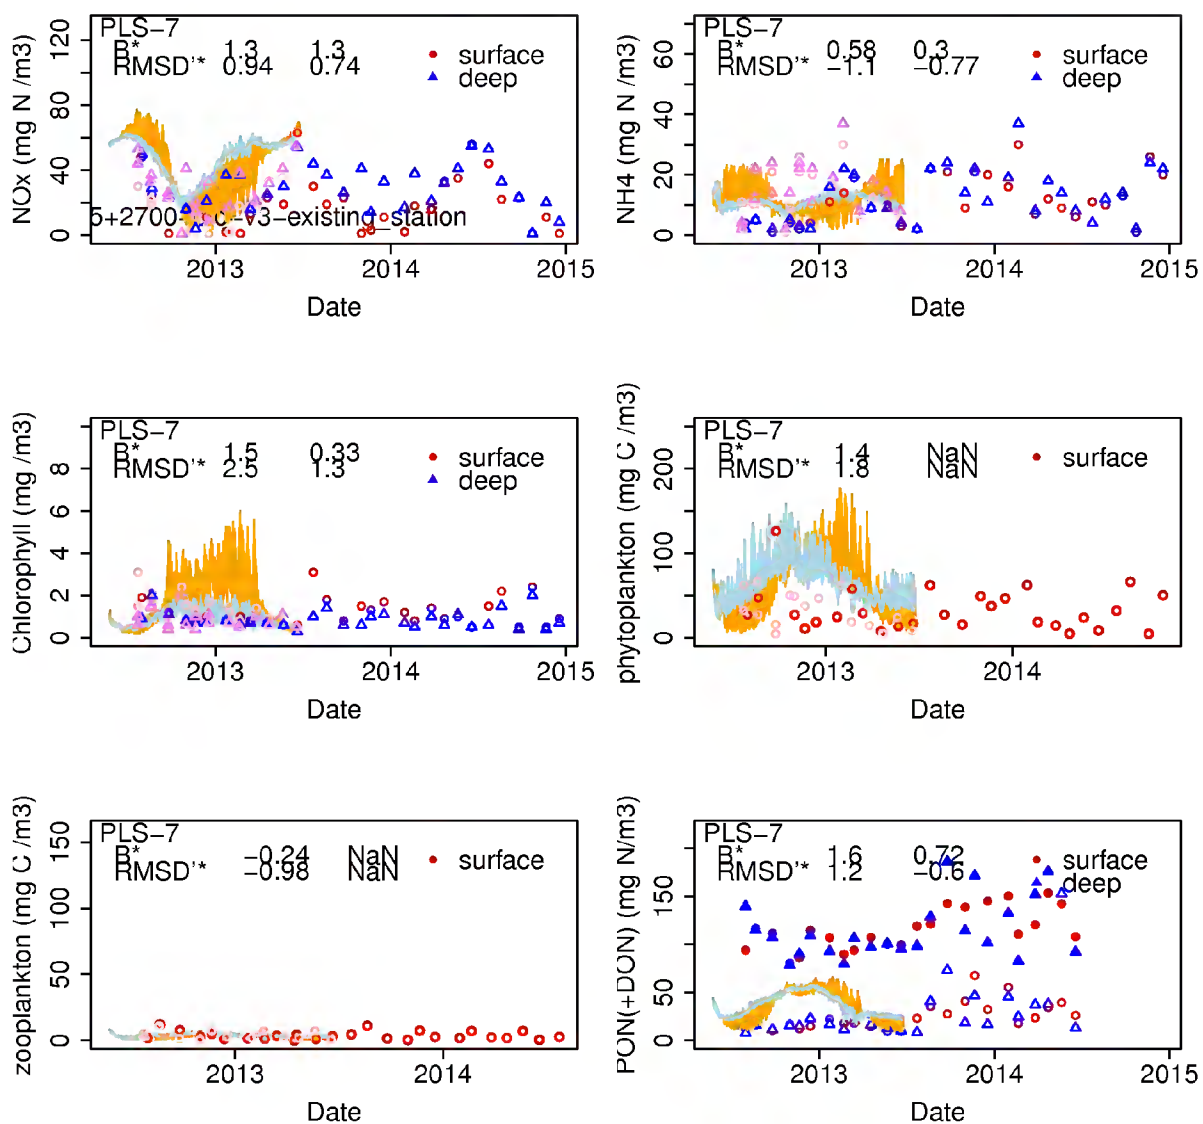 PLS-7
B* 1.3 1.3
RMSD'* 0.94 0.74
surface
deep
NOx (mg N /m3)
0 40 80 120
5+2700-
-v3-existing_station
2013 2014 2015
Date
PLS-7
B* 0.58 0.3
RMSD'* -1.1 -0.77
surface
deep
NH4 (mg N /m3)
0 20 40 60
2013 2014 2015
Date
PLS-7
B* 1.5 0.33
RMSD'* 2.5 1.3
surface
deep
Chlorophyll (mg /m3)
0 2 4 6 8
2013 2014 2015
Date
PLS-7
B* 1.4 NaN
RMSD'* 1.8 NaN
surface
phytoplankton (mg C /m3)
0 50 100 200
2013 2014
Date
PLS-7
B* -0.24 NaN
RMSD'* -0.98 NaN
surface
zooplankton (mg C /m3)
0 50 100 150
2013 2014
Date
PLS-7
B* 1.6 0.72
RMSD'* 1.2 -0.6
surface
deep
PON(+DON) (mg N/m3)
0 50 150
2013 2014 2015
Date